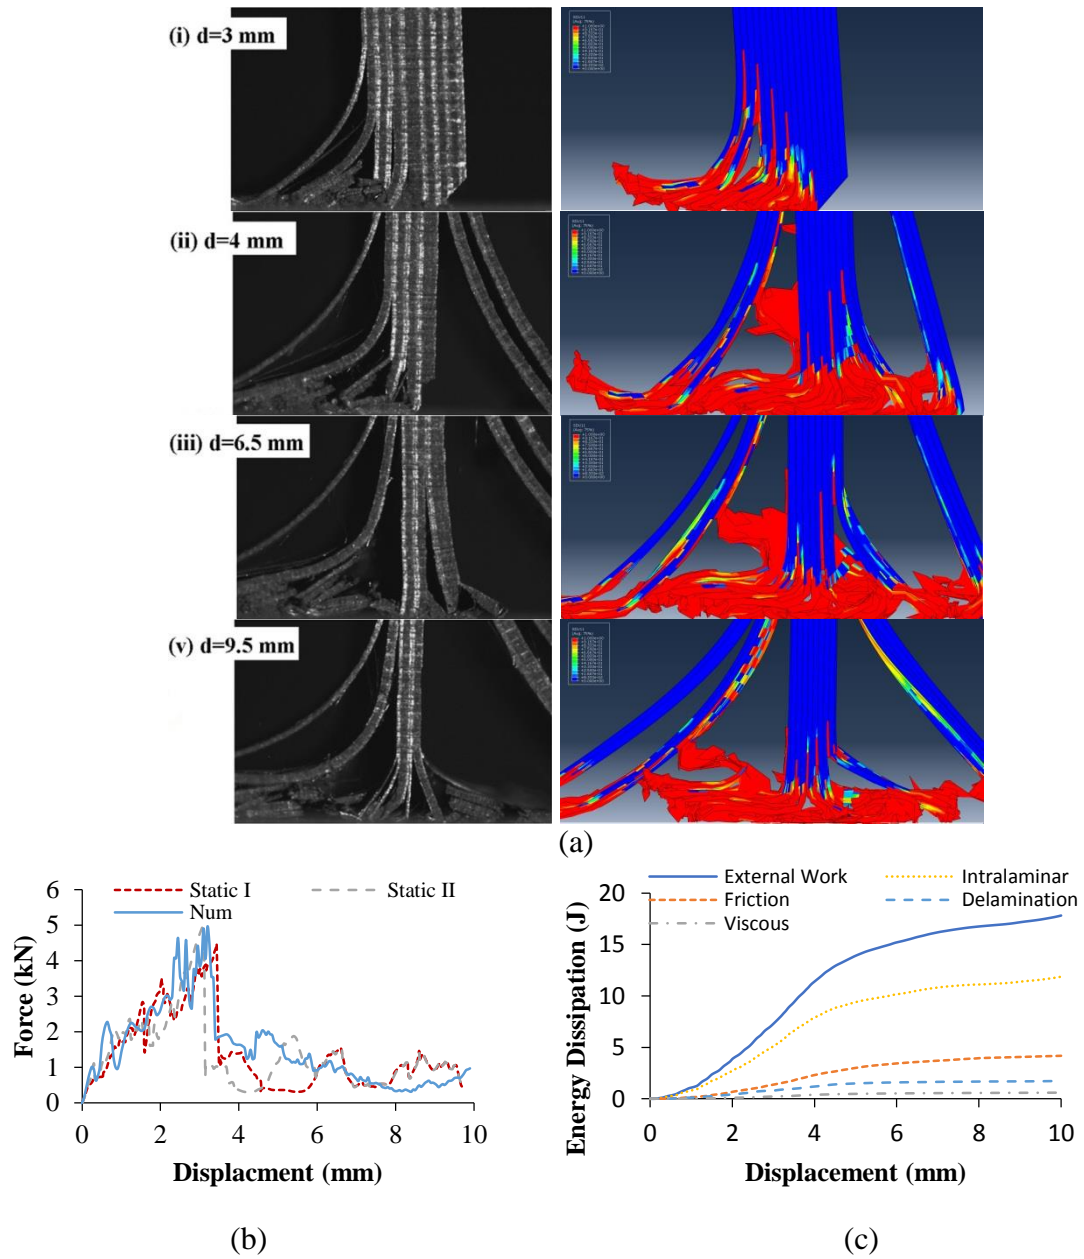 (i) d=3 mm
(ii) d=4 mm
(iii) d=6.5 mm
(v) d=9.5 mm
(a)
Static I
Static II
Num
6
5
4
3
2
1
0
Force (kN)
0
2
4
6
8
10
Displacment (mm)
(b)
External Work
Intralaminar
Friction
Delamination
Viscous
20
15
10
5
0
Energy Dissipation (J)
0
2
4
6
8
10
Displacement (mm)
(c)